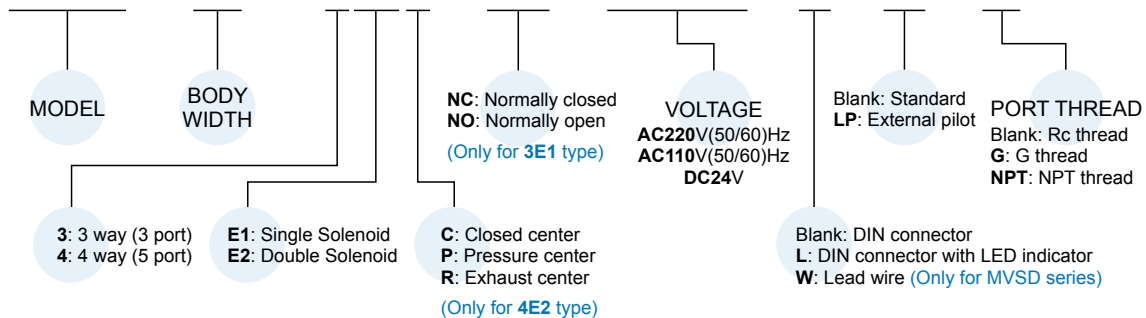 MODEL
BODY
WIDTH
NC: Normally closed
NO: Normally open
(Only for 3E1 type)
VOLTAGE
AC220V(50/60)Hz
AC110V(50/60)Hz
DC24V
Blank: Standard
LP: External pilot
PORT THREAD
Blank: Rc thread
G: G thread
NPT: NPT thread
3: 3 way (3 port)
4: 4 way (5 port)
E1: Single Solenoid
E2: Double Solenoid
C: Closed center
P: Pressure center
R: Exhaust center
(Only for 4E2 type)
Blank: DIN connector
L: DIN connector with LED indicator
W: Lead wire (Only for MVSD series)